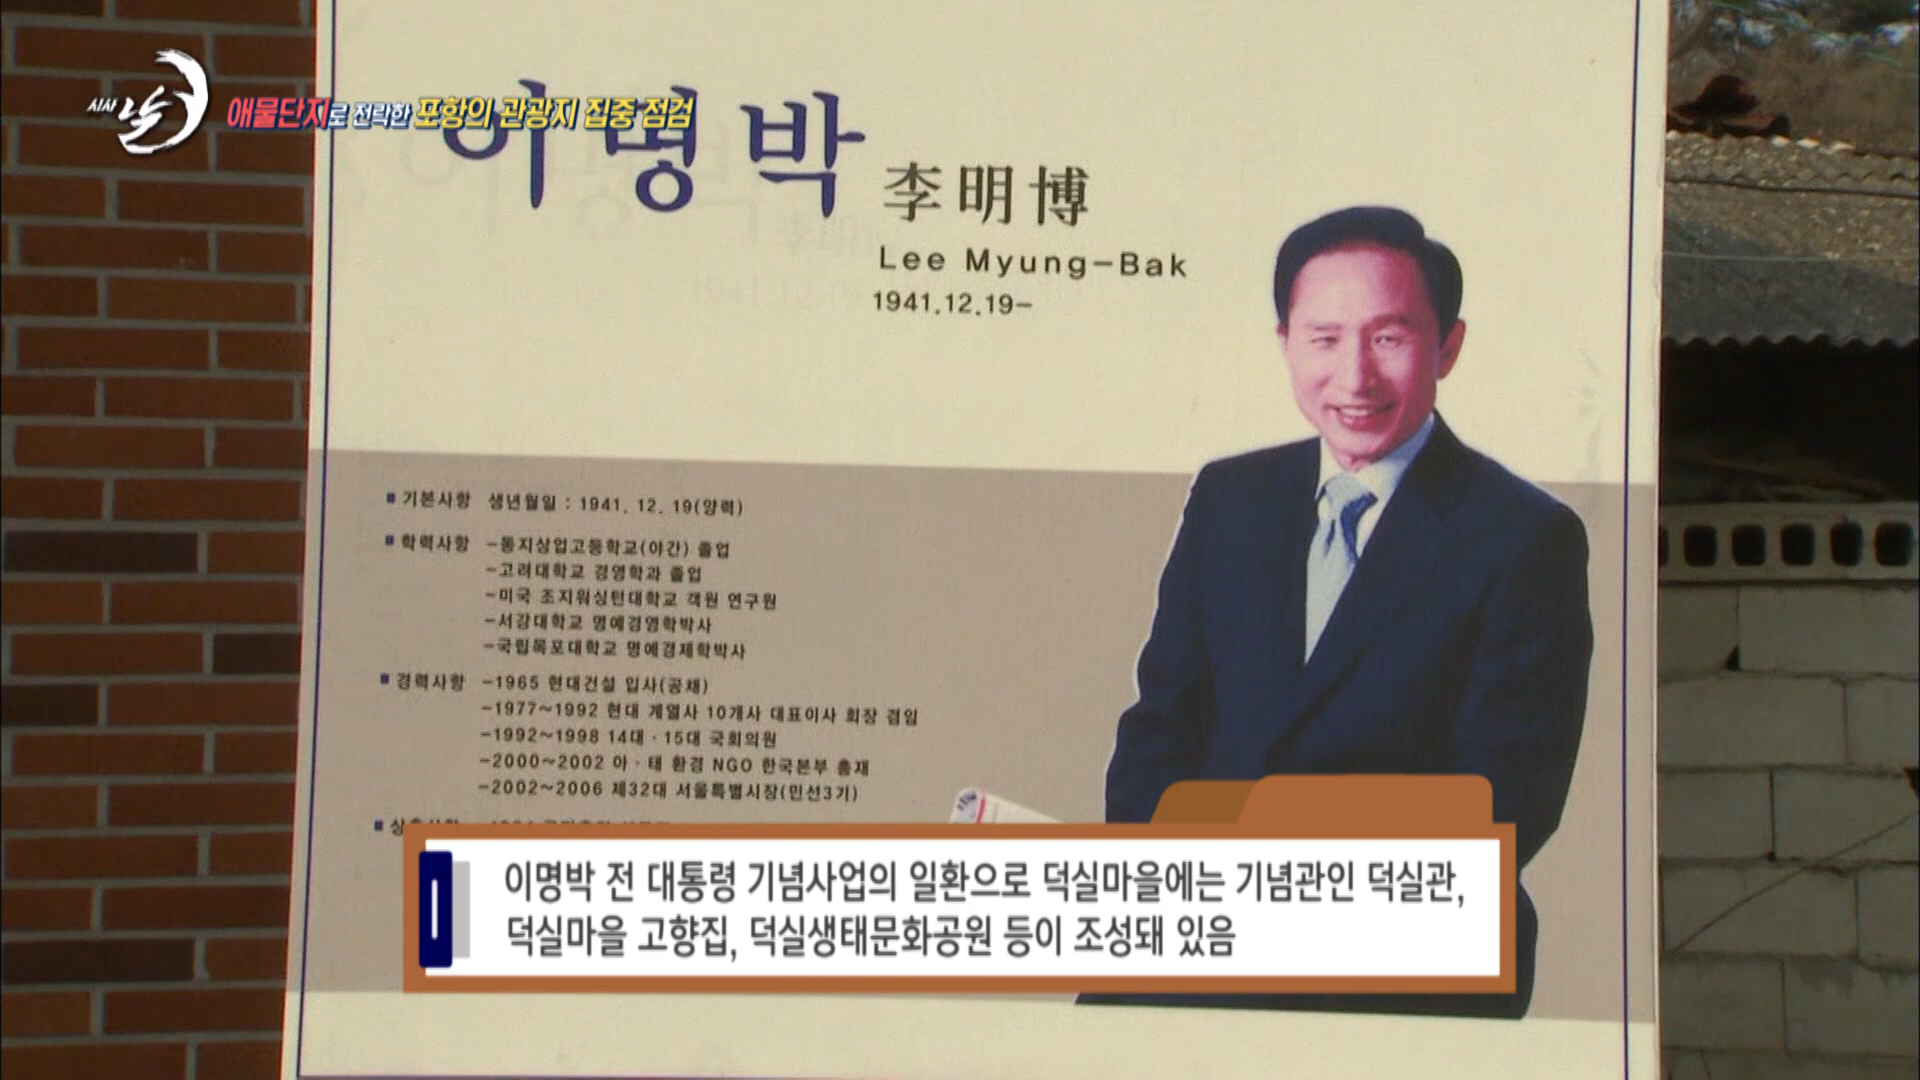 시사 날
애물단지로 전락한 포항의 관광지 집중 점검
이명박
李明博
Lee Myung-Bak
1941.12.19-
기본사항 생년월일 : 1941. 12. 19(양력)
학력사항 -동지상업고등학교(야간) 졸업
-고려대학교 경영학과 졸업
-미국 조지워싱턴대학교 객원 연구원
-서강대학교 명예경영학박사
-국립목포대학교 명예경제학박사
경력사항 -1965 현대건설 입사(공채)
-1977~1992 현대 계열사 10개사 대표이사 회장 겸임
-1992~1998 14대·15대 국회의원
-2000~2002 아·태 환경 NGO 한국본부 총재
-2002~2006 제32대 서울특별시장(민선3기)
이명박 전 대통령 기념사업의 일환으로 덕실마을에는 기념관인 덕실관,
덕실마을 고향집, 덕실생태문화공원 등이 조성돼 있음